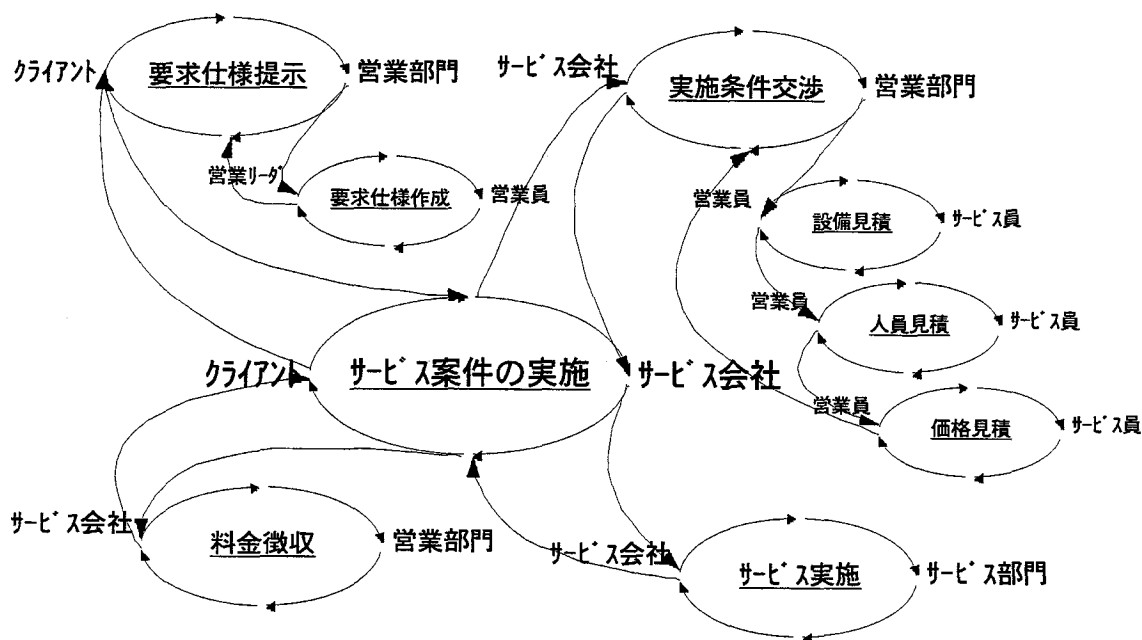 クライアント
要求仕様提示
営業部門
営業リーダ
要求仕様作成
営業員
サービス会社
実施条件交渉
営業部門
営業員
設備見積
サービス員
営業員
人員見積
サービス員
営業員
価格見積
サービス員
クライアント
サービス案件の実施
サービス会社
サービス会社
料金徴収
営業部門
サービス会社
サービス実施
サービス部門